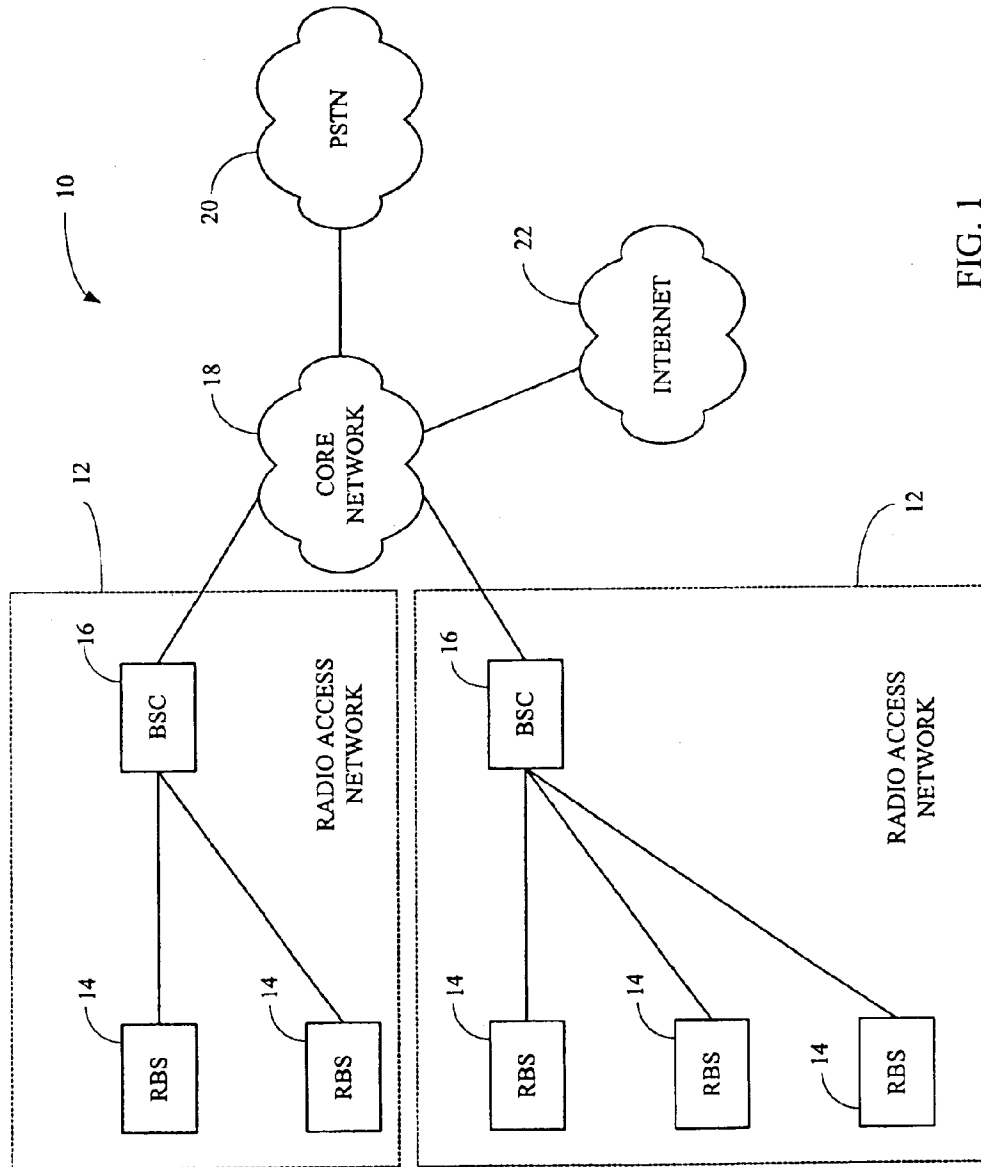 10
12
RADIO ACCESS
NETWORK
14
RBS
14
RBS
16
BSC
18
CORE
NETWORK
20
PSTN
22
INTERNET
12
RADIO ACCESS
NETWORK
16
BSC
14
RBS
14
RBS
14
RBS
FIG. 1